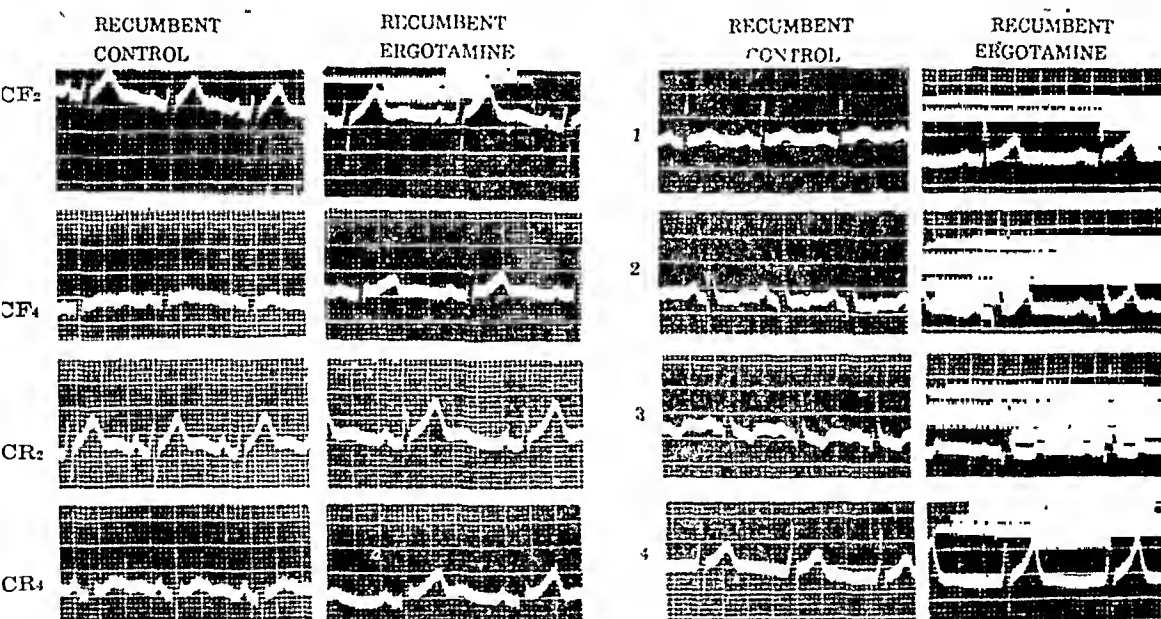 RECUMBENT
CONTROL
RECUMBENT
ERGOTAMINE
RECUMBENT
CONTROL
RECUMBENT
ERGOTAMINE
CF₂
CF₄
CR₂
CR₄
1
2
3
4